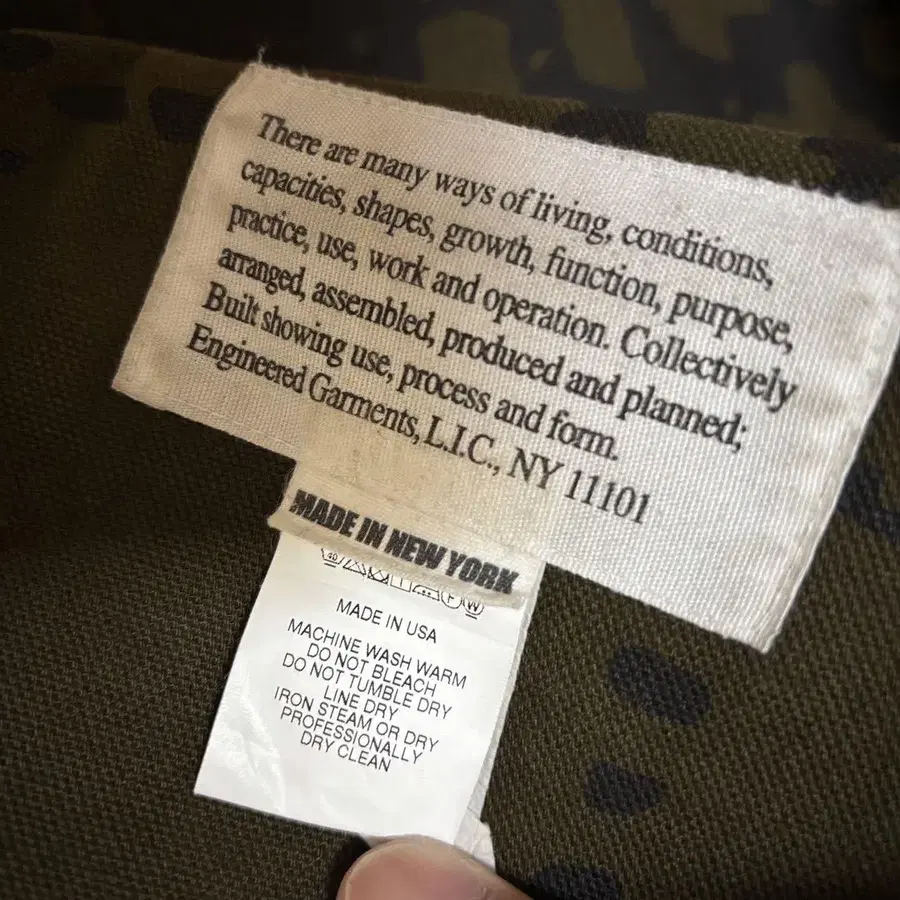 There are many ways of living, conditions,
capacities, shapes, growth, function, purpose,
practice, use, work and operation. Collectively
arranged, assembled, produced and planned;
Built showing use, process and form.
Engineered Garments, L.I.C., NY 11101
MADE IN NEW YORK
MADE IN USA
MACHINE WASH WARM
DO NOT BLEACH
DO NOT TUMBLE DRY
LINE DRY
IRON STEAM OR DRY
PROFESSIONALLY
DRY CLEAN